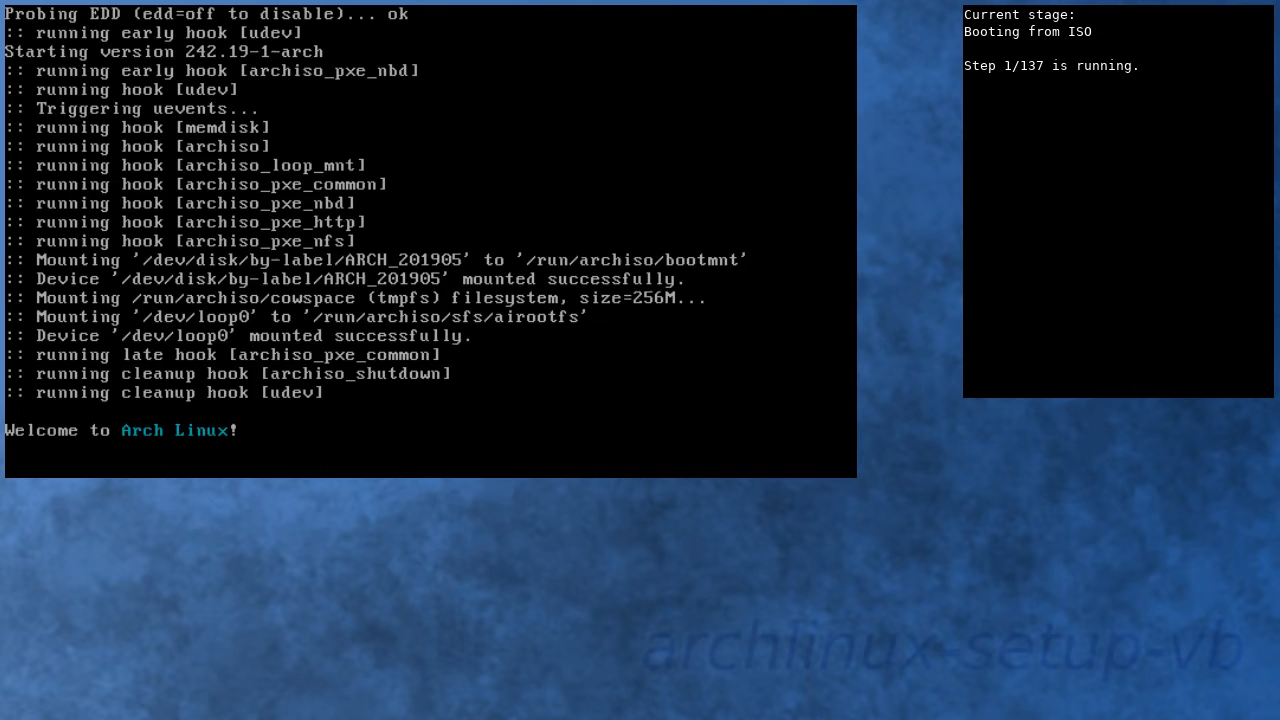 Probing EDD (edd=off to disable)... ok
:: running early hook [udev]
Starting version 242.19-1-arch
:: running early hook [archiso_pxe_nbd]
:: running hook [udev]
:: Triggering uevents...
:: running hook [memdisk]
:: running hook [archiso]
:: running hook [archiso_loop_mnt]
:: running hook [archiso_pxe_common]
:: running hook [archiso_pxe_nbd]
:: running hook [archiso_pxe_http]
:: running hook [archiso_pxe_nfs]
:: Mounting '/dev/disk/by-label/ARCH_201905' to '/run/archiso/bootmnt'
:: Device '/dev/disk/by-label/ARCH_201905' mounted successfully.
:: Mounting /run/archiso/cowspace (tmpfs) filesystem, size=256M...
:: Mounting '/dev/loop0' to '/run/archiso/sfs/airootfs'
:: Device '/dev/loop0' mounted successfully.
:: running late hook [archiso_pxe_common]
:: running cleanup hook [archiso_shutdown]
:: running cleanup hook [udev]
Welcome to Arch Linux!
Current stage:
Booting from ISO
Step 1/137 is running.
archlinux-setup-vb